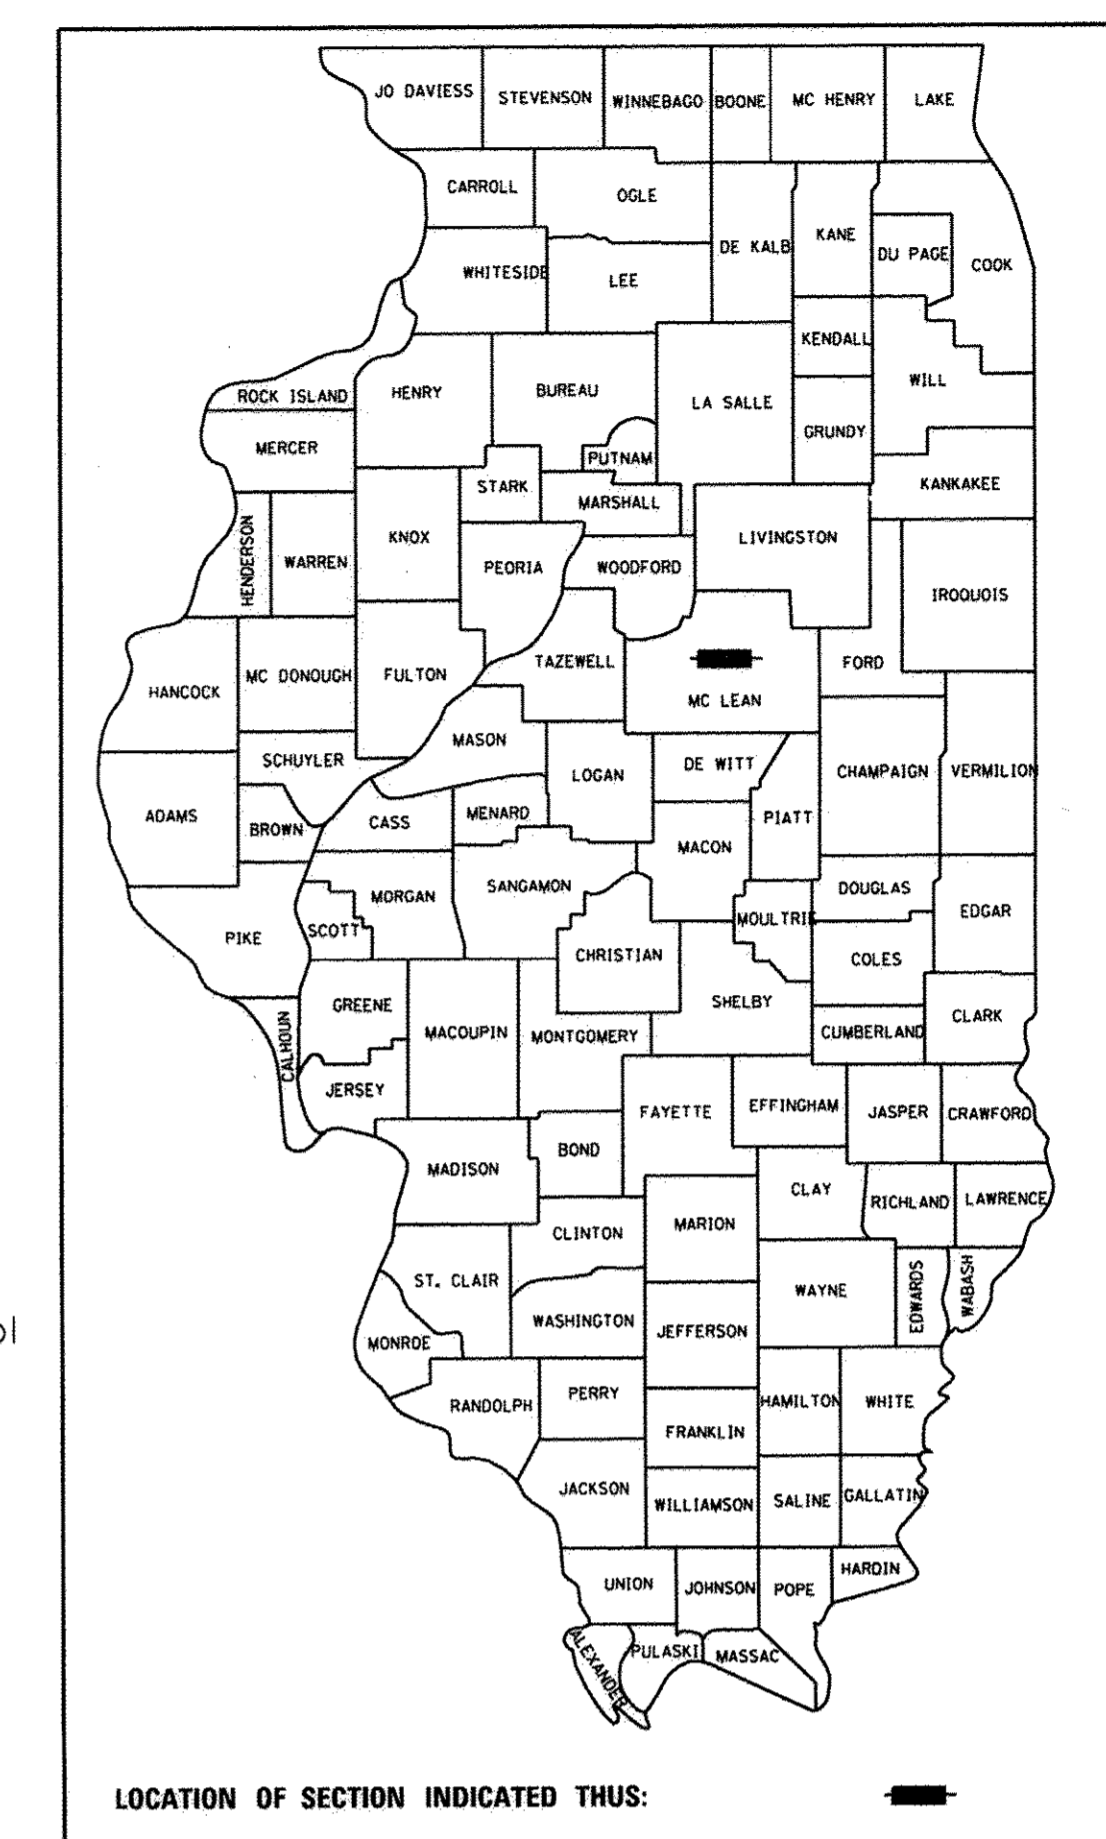 JO DAVIESS
STEVENSON
WINNEBAGO
BOONE
MC HENRY
LAKE
CARROLL
OGLE
DE KALB
KANE
DU PAGE
COOK
WHITESIDE
LEE
KENDALL
WILL
ROCK ISLAND
HENRY
BUREAU
LA SALLE
GRUNDY
MERCER
PUTNAM
KANKAKEE
STARK
MARSHALL
HENDERSON
WARREN
KNOX
PEORIA
WOODFORD
LIVINGSTON
IROQUOIS
HANCOCK
MC DONOUGH
FULTON
TAZEWELL
MC LEAN
FORD
SCHUYLER
MASON
LOGAN
DE WITT
CHAMPAIGN
VERMILION
ADAMS
BROWN
CASS
MENARD
MACON
PIATT
PIKE
SCOTT
MORGAN
SANGAMON
CHRISTIAN
MOULTRIE
DOUGLAS
EDGAR
COLES
CALHOUN
GREENE
MACOUPIN
MONTGOMERY
SHELBY
CUMBERLAND
CLARK
JERSEY
FAYETTE
EFFINGHAM
JASPER
CRAWFORD
MADISON
BOND
CLAY
RICHLAND
LAWRENCE
CLINTON
MARION
ST. CLAIR
WAYNE
EDWARDS
WABASH
MONROE
WASHINGTON
JEFFERSON
RANDOLPH
PERRY
FRANKLIN
HAMILTON
WHITE
JACKSON
WILLIAMSON
SALINE
GALLATIN
UNION
JOHNSON
POPE
HARDIN
ALEXANDER
PULASKI
MASSAC
LOCATION OF SECTION INDICATED THUS: